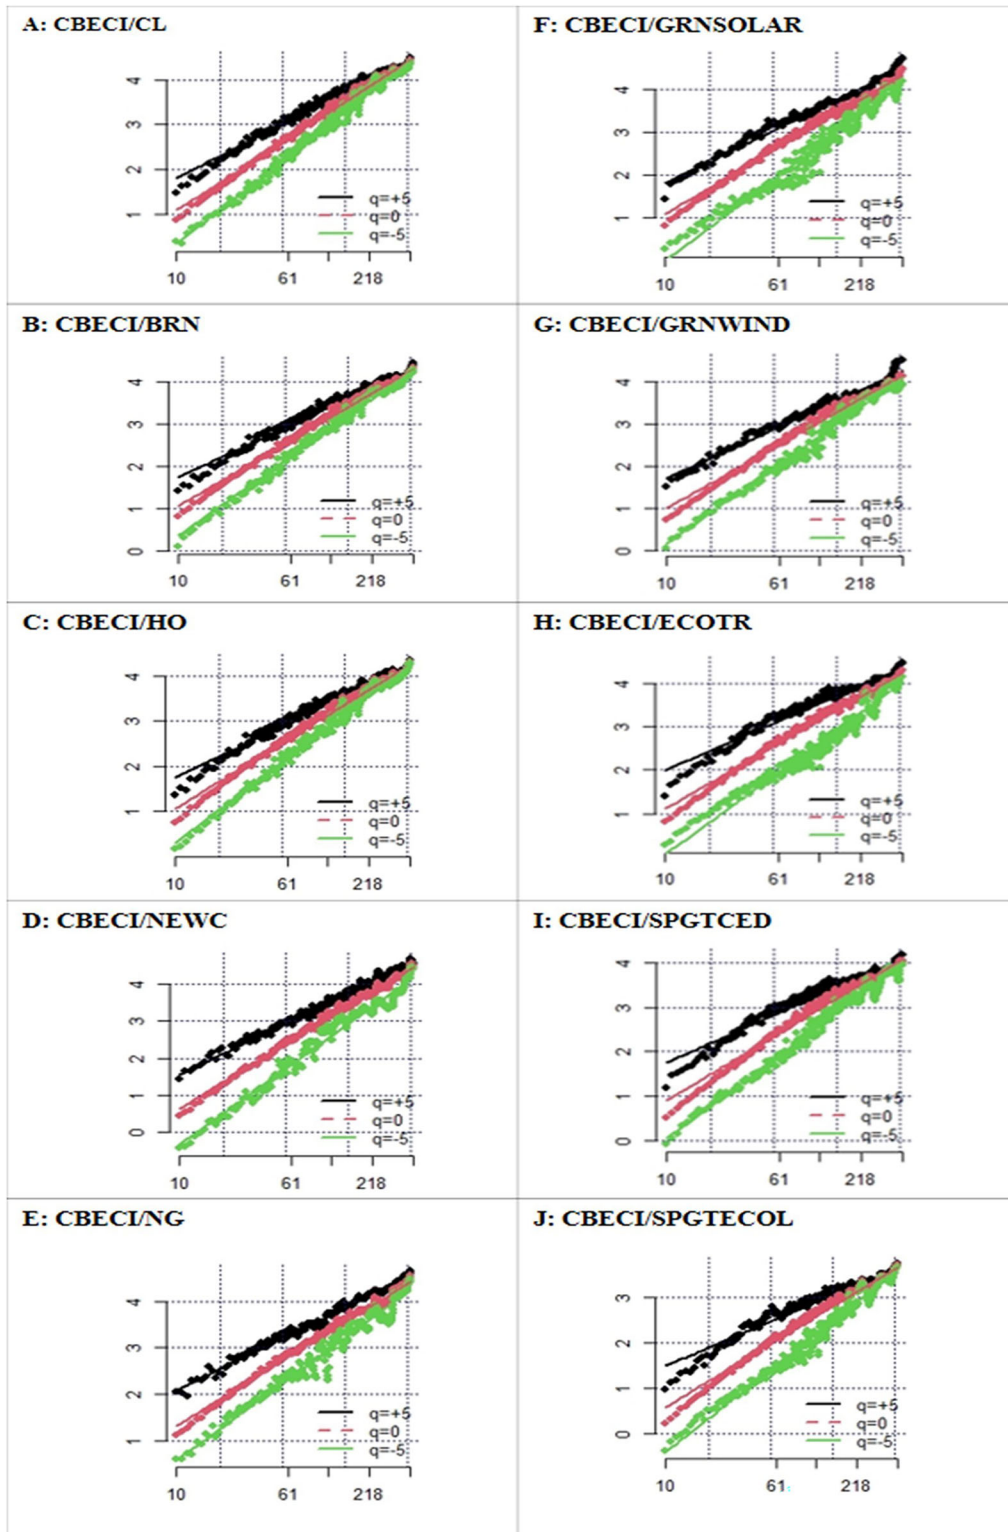 A: CBECI/CL
4
3
2
1
q=+5
q=0
q=-5
10 61 218
B: CBECI/BRN
4
3
2
1
0
q=+5
q=0
q=-5
10 61 218
C: CBECI/HO
4
3
2
1
q=+5
q=0
q=-5
10 61 218
D: CBECI/NEWC
4
3
2
1
0
q=+5
q=0
q=-5
10 61 218
E: CBECI/NG
4
3
2
1
q=+5
q=0
q=-5
10 61 218
F: CBECI/GRNSOLAR
4
3
2
1
q=+5
q=0
q=-5
10 61 218
G: CBECI/GRNWIND
4
3
2
1
0
q=+5
q=0
q=-5
10 61 218
H: CBECI/ECOTR
4
3
2
1
q=+5
q=0
q=-5
10 61 218
I: CBECI/SPGTCED
4
3
2
1
0
q=+5
q=0
q=-5
10 61 218
J: CBECI/SPGTECOL
3
2
1
0
q=+5
q=0
q=-5
10 61 218